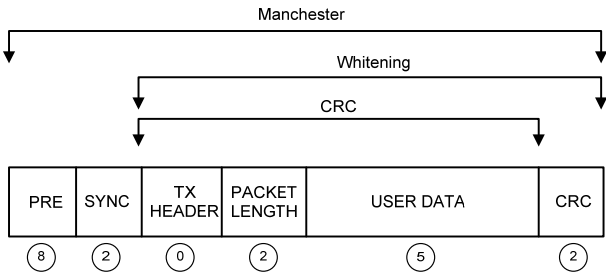 Manchester
Whitening
CRC
PRE
SYNC
TX
HEADER
PACKET
LENGTH
USER DATA
CRC
8
2
0
2
5
2